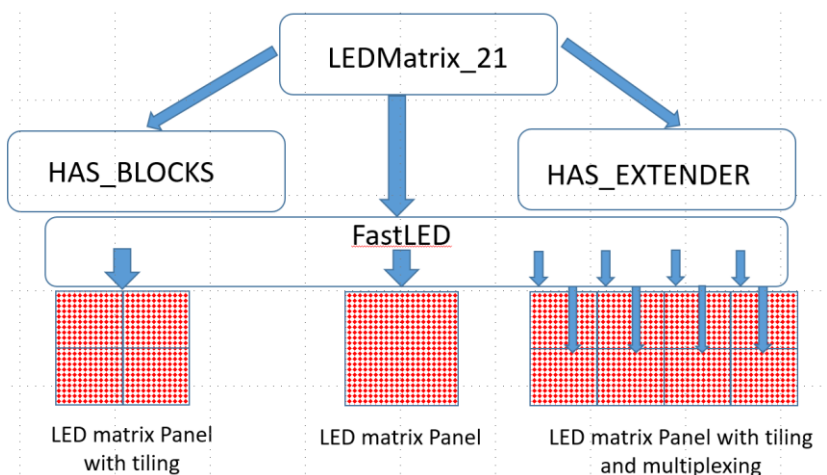 LEDMatrix_21
HAS_BLOCKS
HAS_EXTENDER
FastLED
LED matrix Panel
with tiling
LED matrix Panel
LED matrix Panel with tiling
and multiplexing